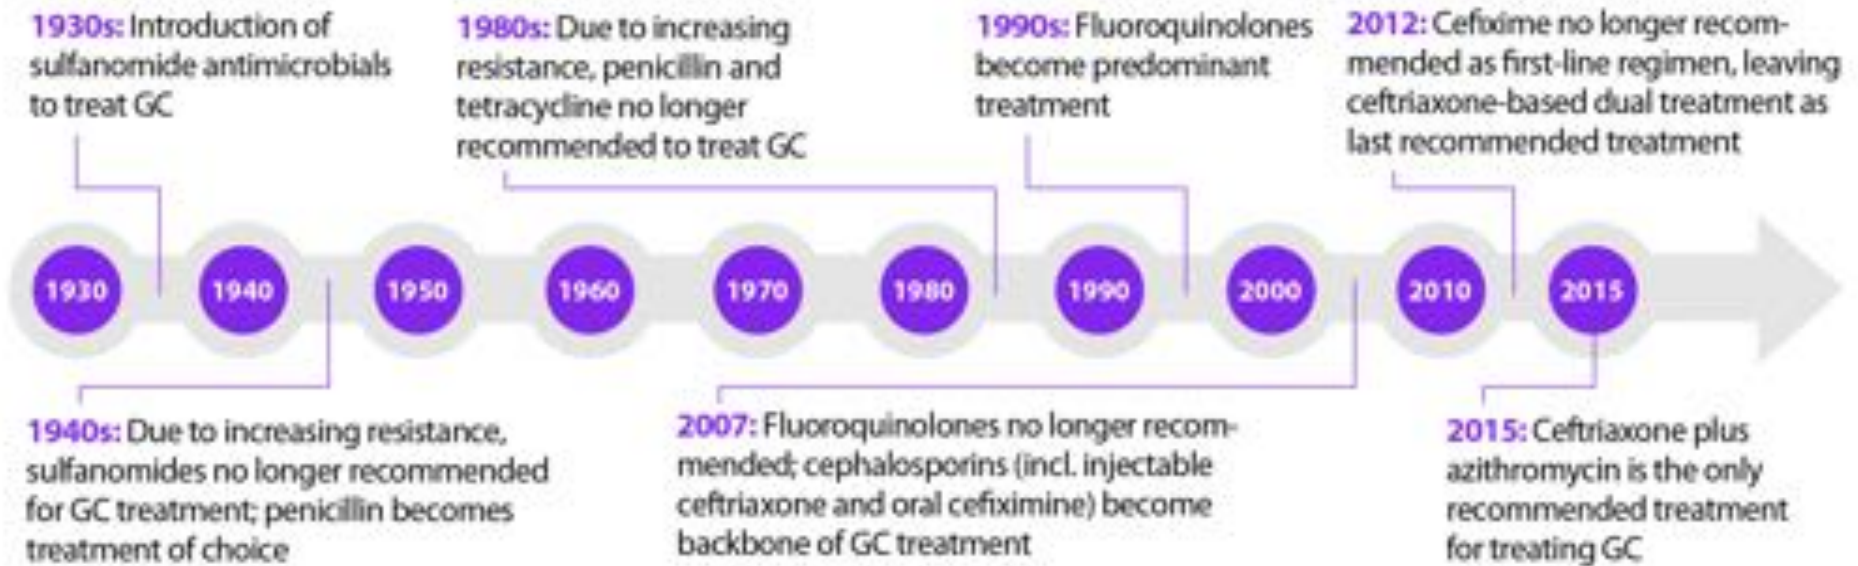 1930s: Introduction of
sulfanomide antimicrobials
to treat GC
1980s: Due to increasing
resistance, penicillin and
tetracycline no longer
recommended to treat GC
1990s: Fluoroquinolones
become predominant
treatment
2012: Cefixime no longer recom-
mended as first-line regimen, leaving
ceftriaxone-based dual treatment as
last recommended treatment
1930
1940
1950
1960
1970
1980
1990
2000
2010
2015
1940s: Due to increasing resistance,
sulfanomides no longer recommended
for GC treatment; penicillin becomes
treatment of choice
2007: Fluoroquinolones no longer recom-
mended; cephalosporins (incl. injectable
ceftriaxone and oral cefiximine) become
backbone of GC treatment
2015: Ceftriaxone plus
azithromycin is the only
recommended treatment
for treating GC